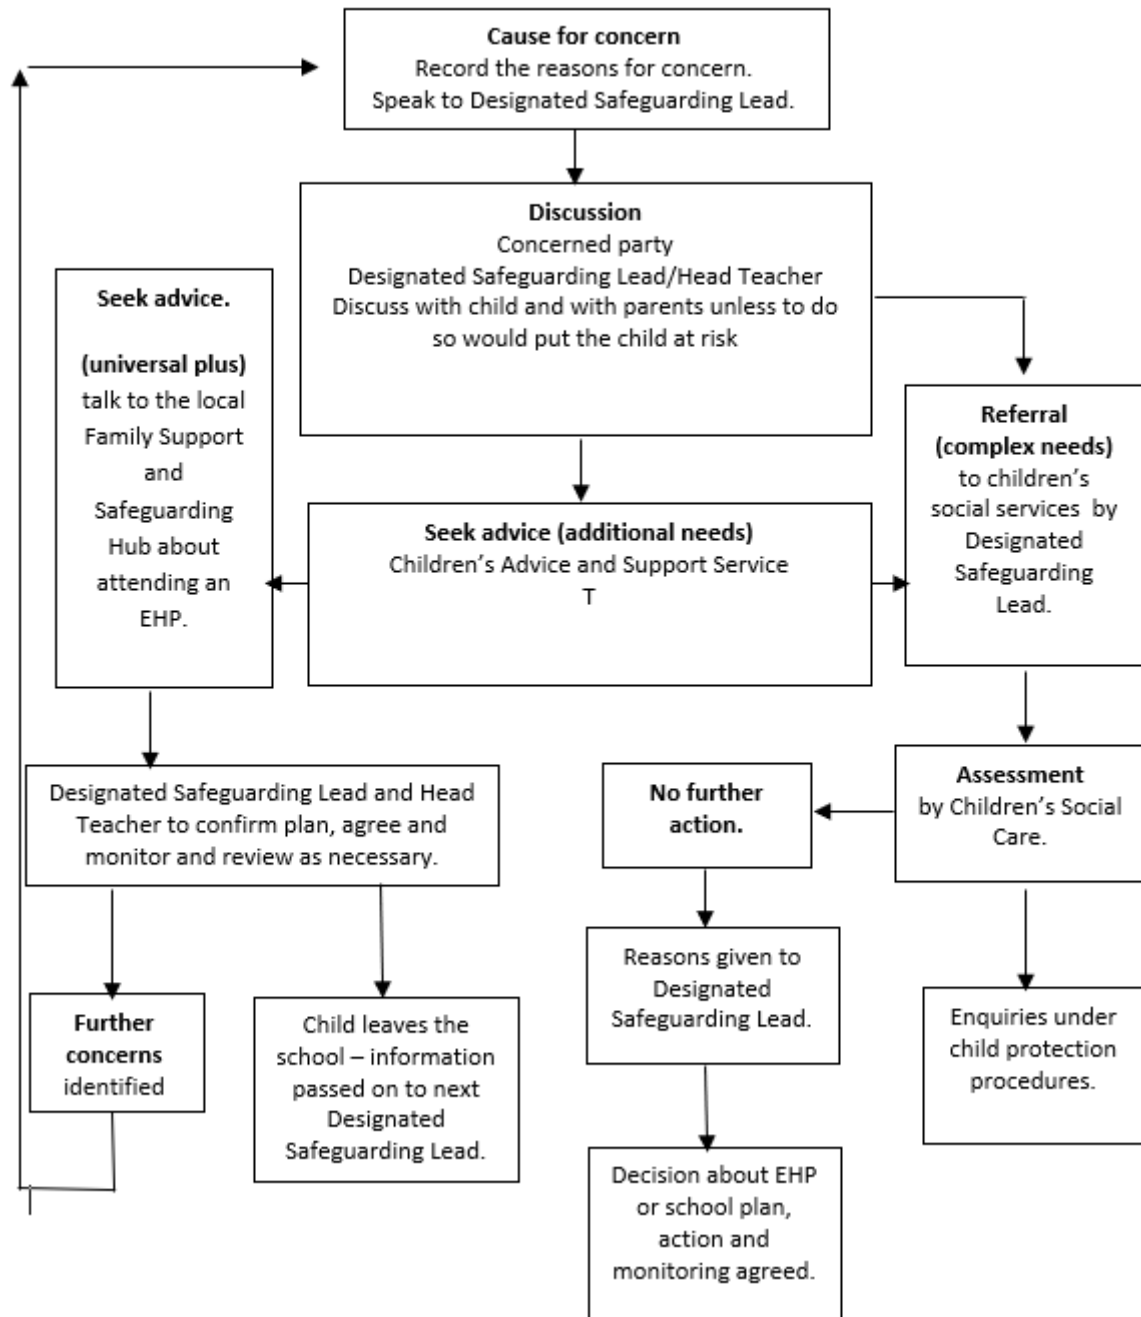 Cause for concern
Record the reasons for concern.
Speak to Designated Safeguarding Lead.
Discussion
Concerned party
Designated Safeguarding Lead/Head Teacher
Discuss with child and with parents unless to do
so would put the child at risk
Seek advice.
(universal plus)
talk to the local
Family Support
and
Safeguarding
Hub about
attending an
EHP.
Seek advice (additional needs)
Children’s Advice and Support Service
T
Referral
(complex needs)
to children’s
social services by
Designated
Safeguarding
Lead.
Designated Safeguarding Lead and Head
Teacher to confirm plan, agree and
monitor and review as necessary.
No further
action.
Assessment
by Children’s Social
Care.
Further
concerns
identified
Child leaves the
school – information
passed on to next
Designated
Safeguarding Lead.
Reasons given to
Designated
Safeguarding Lead.
Enquiries under
child protection
procedures.
Decision about EHP
or school plan,
action and
monitoring agreed.